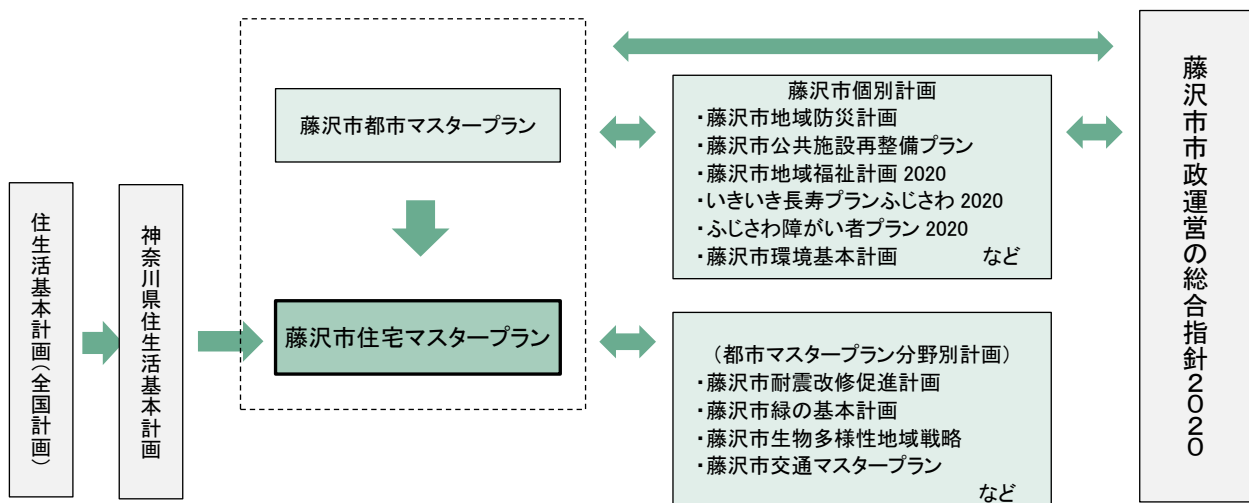 住生活基本計画（全国計画）
神奈川県住生活基本計画
藤沢市都市マスタープラン
藤沢市住宅マスタープラン
藤沢市個別計画
・藤沢市地域防災計画
・藤沢市公共施設再整備プラン
・藤沢市地域福祉計画 2020
・いきいき長寿プランふじさわ 2020
・ふじさわ障がい者プラン 2020
・藤沢市環境基本計画 など
（都市マスタープラン分野別計画）
・藤沢市耐震改修促進計画
・藤沢市緑の基本計画
・藤沢市生物多様性地域戦略
・藤沢市交通マスタープラン
など
藤沢市市政運営の総合指針２０２０